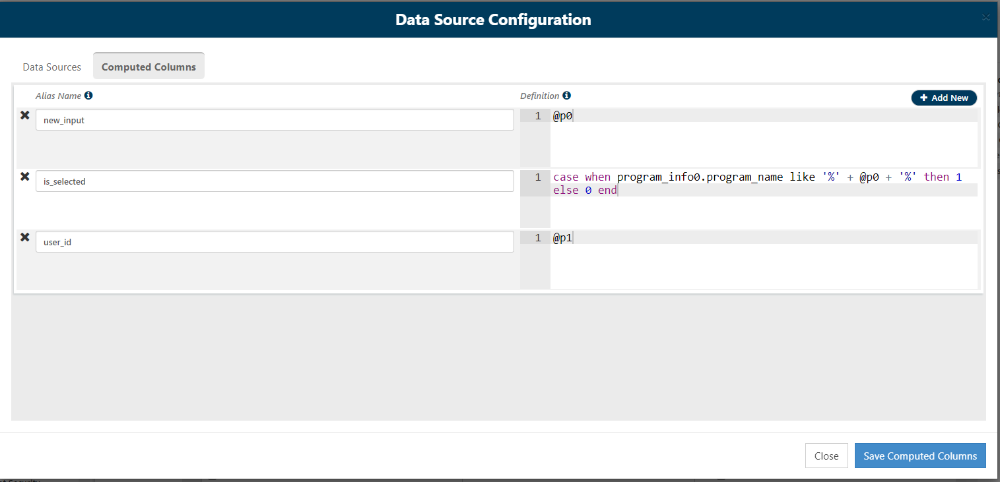 Data Source Configuration
Data Sources
Computed Columns
Alias Name
Definition
Add New
new_input
1 @p0
is_selected
1 case when program_info0.program_name like '%' + @p0 + '%' then 1
else 0 end
user_id
1 @p1
Close
Save Computed Columns